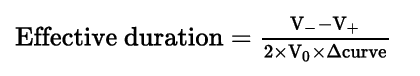 Effective duration = V₋−V₊ / 2×V₀×Δcurve